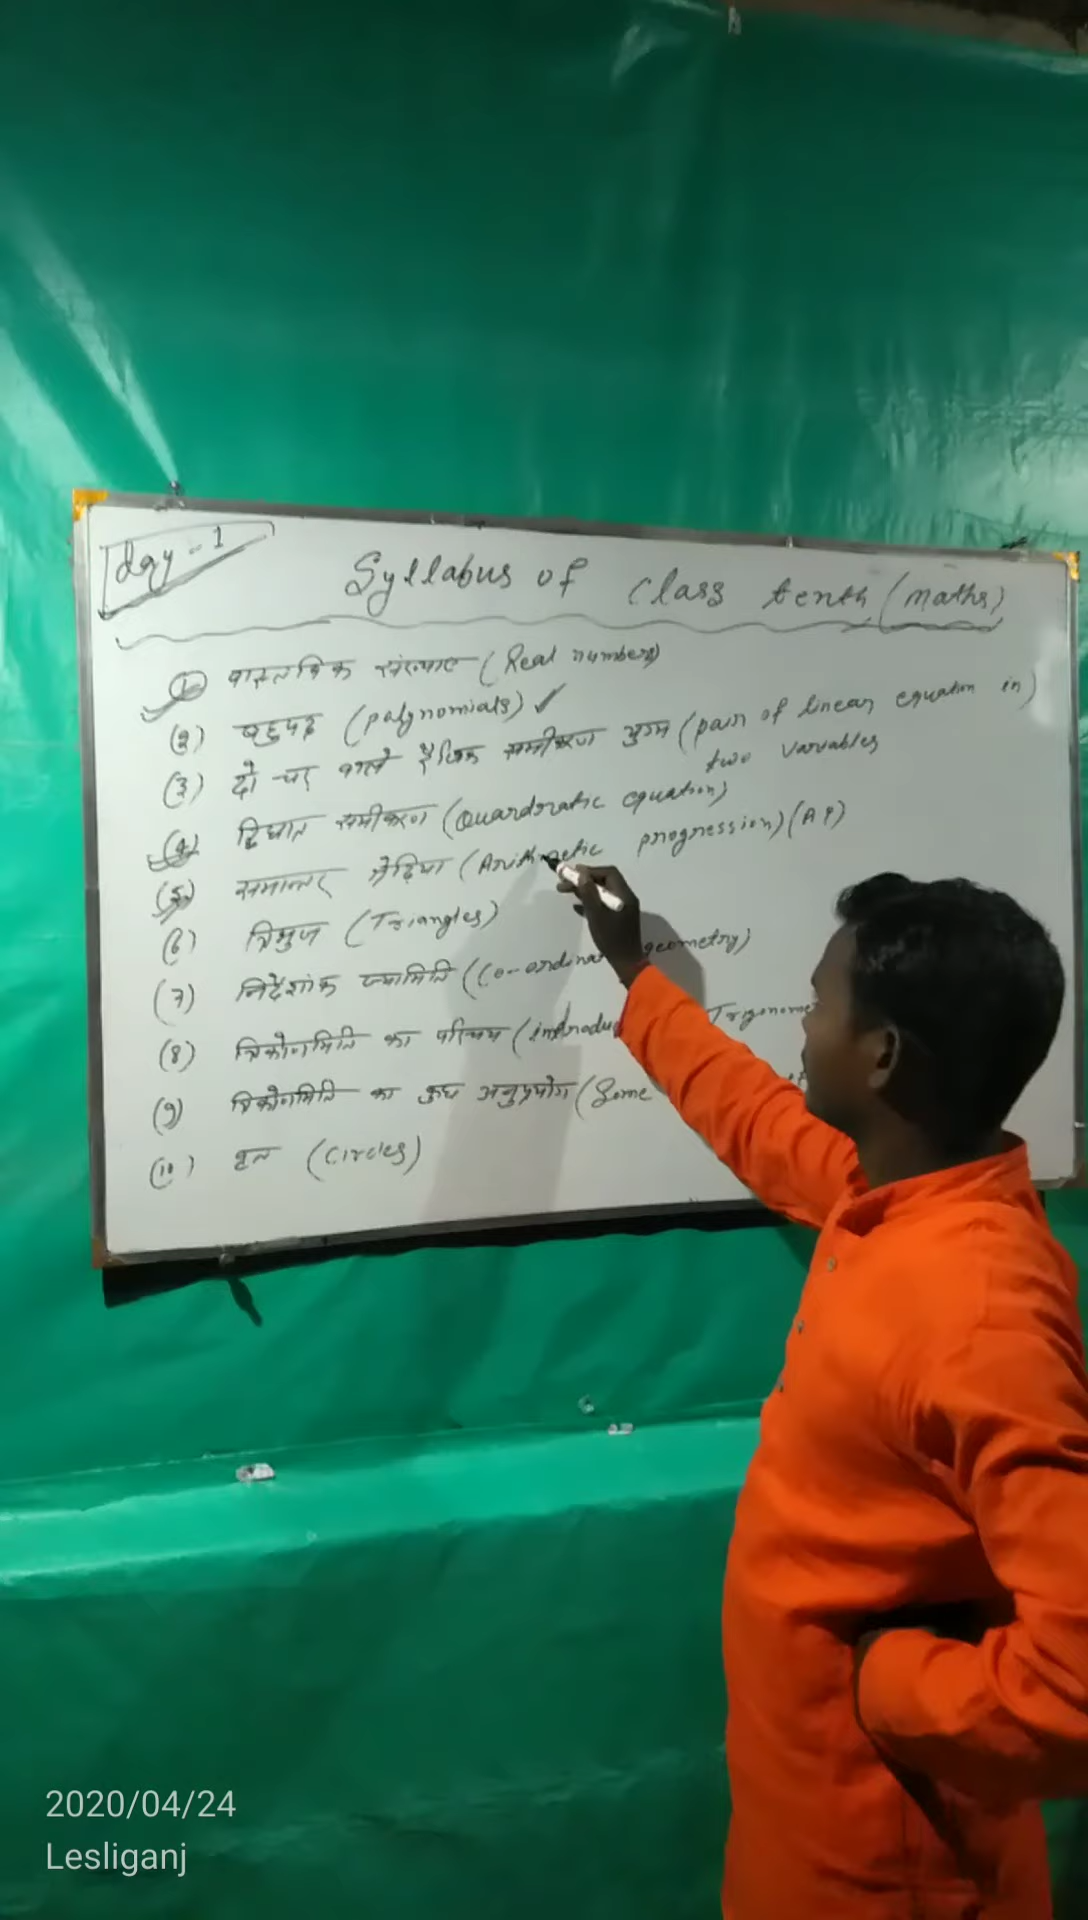 day - 1
Syllabus of class tenth (maths)
(1) वास्तविक संख्याए (Real numbers)
(2) बहुपद (polynomials) ✓
(3) दो चर वाले रैखिक समीकरण युग्म (pair of linear equation in)
two variables
(4) द्विघात समीकरण (Quardratic equation)
(5) समान्तर श्रेढ़िया (Arithmetic progression) (A P)
(6) त्रिभुज (Triangles)
(7) निर्देशांक ज्यामिति (Co-ordina geometry)
(8) त्रिकोणमिति का परिचय (introdu Trigonome
(9) त्रिकोणमिति का कुछ अनुप्रयोग (Some
(10) वृत (circles)
2020/04/24
Lesliganj